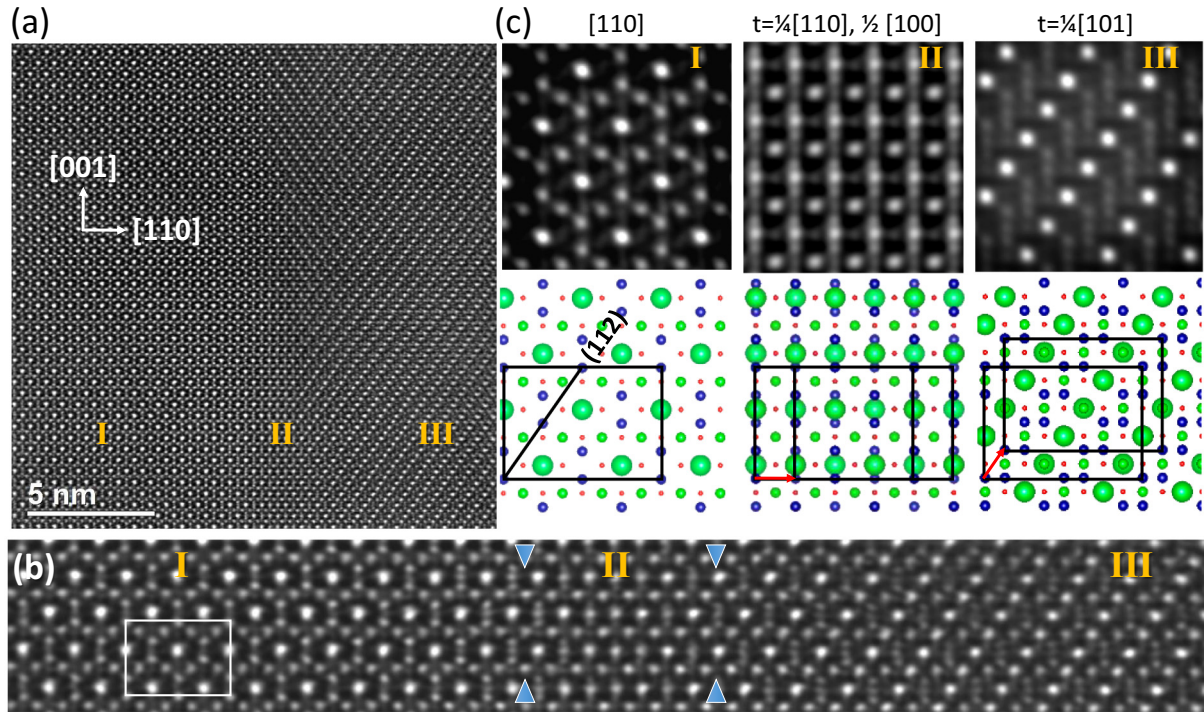 (a)
[001]
[110]
I II III
5 nm
(c)
[110] t=¼[110], ½ [100] t=¼[101]
I II III
(112)
(b)
I II III